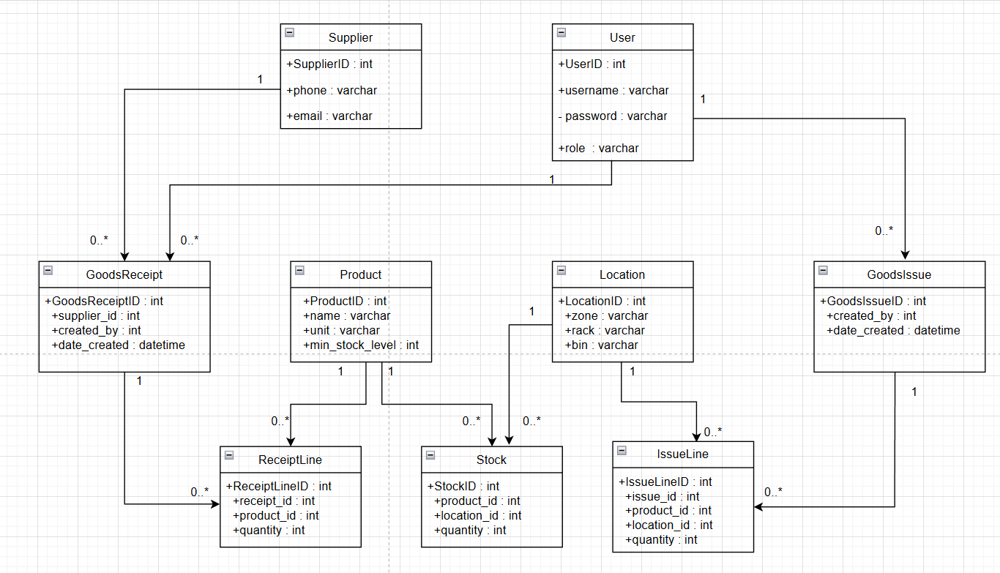 Supplier
+SupplierID : int
+phone : varchar
+email : varchar
User
+UserID : int
+username : varchar
- password : varchar
+role : varchar
1
1
1
0..*
0..*
0..*
GoodsReceipt
+GoodsReceiptID : int
+supplier_id : int
+created_by : int
+date_created : datetime
Product
+ProductID : int
+name : varchar
+unit : varchar
+min_stock_level : int
Location
+LocationID : int
+zone : varchar
+rack : varchar
+bin : varchar
GoodsIssue
+GoodsIssueID : int
+created_by : int
+date_created : datetime
1
1
1
1
1
1
0..*
0..*
0..*
0..*
0..*
0..*
ReceiptLine
+ReceiptLineID : int
+receipt_id : int
+product_id : int
+quantity : int
Stock
+StockID : int
+product_id : int
+location_id : int
+quantity : int
IssueLine
+IssueLineID : int
+issue_id : int
+product_id : int
+location_id : int
+quantity : int